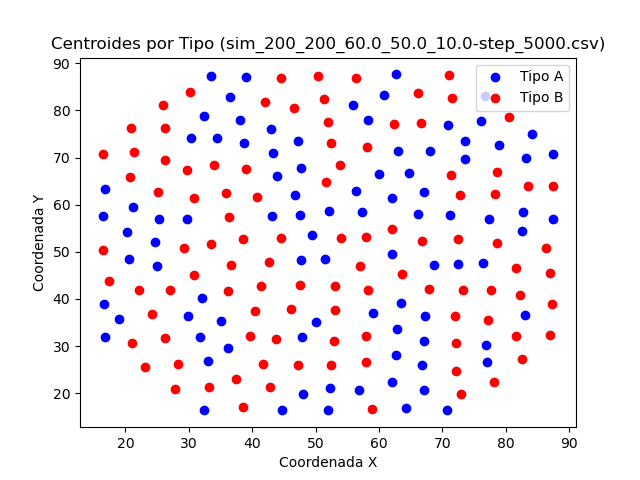 Centroides por Tipo (sim_200_200_60.0_50.0_10.0-step_5000.csv)
Tipo A
Tipo B
90
80
70
60
50
40
30
20
Coordenada Y
20 30 40 50 60 70 80 90
Coordenada X